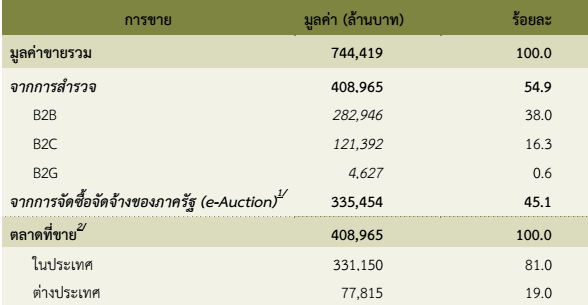 การขาย มูลค่า (ล้านบาท) ร้อยละ
มูลค่าขายรวม 744,419 100.0
จากการสำรวจ 408,965 54.9
B2B 282,946 38.0
B2C 121,392 16.3
B2G 4,627 0.6
จากการจัดซื้อจัดจ้างของภาครัฐ (e-Auction)1/ 335,454 45.1
ตลาดที่ขาย2/ 408,965 100.0
ในประเทศ 331,150 81.0
ต่างประเทศ 77,815 19.0